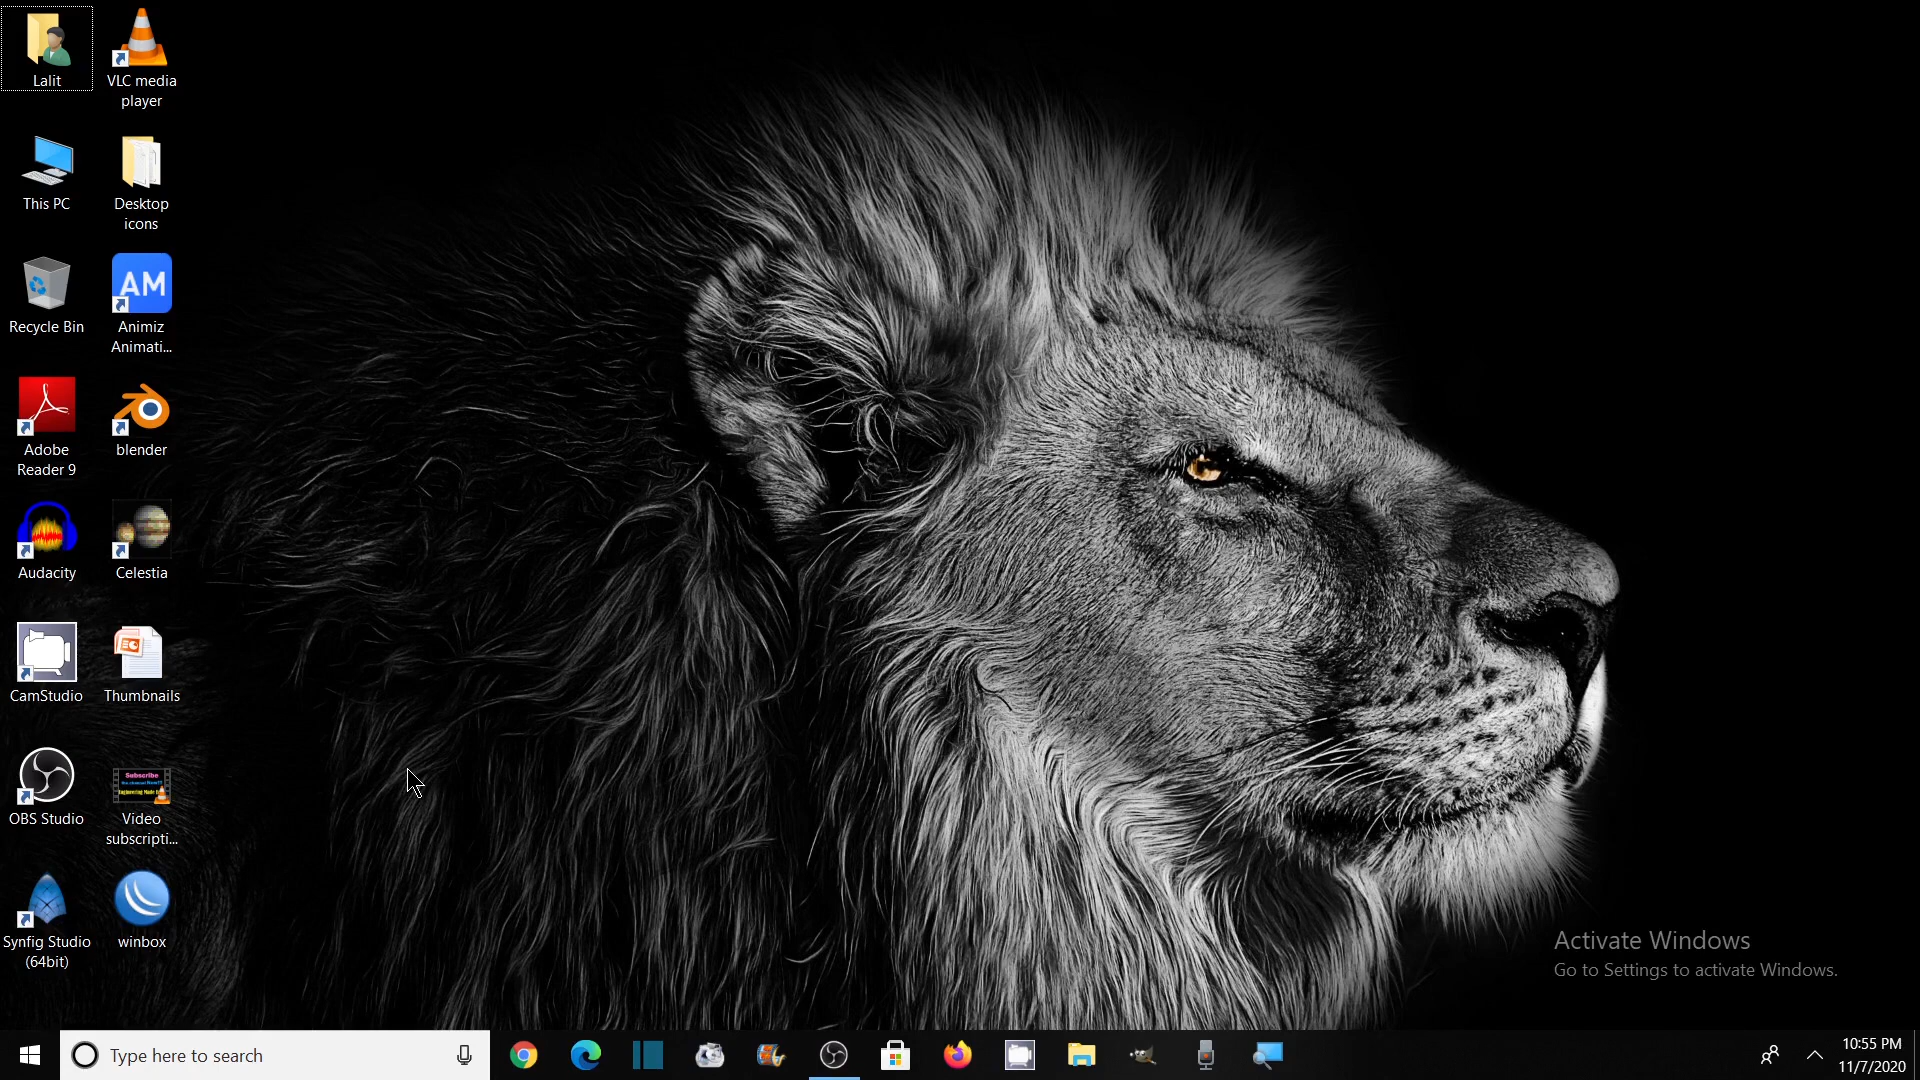 Lalit
VLC media
player
This PC
Desktop
icons
Recycle Bin
AM
Animiz
Animati...
Adobe
Reader 9
blender
Audacity
Celestia
CamStudio
Thumbnails
OBS Studio
Subscribe
Video
subscripti...
Synfig Studio
(64bit)
winbox
Activate Windows
Go to Settings to activate Windows.
Type here to search
10:55 PM
11/7/2020